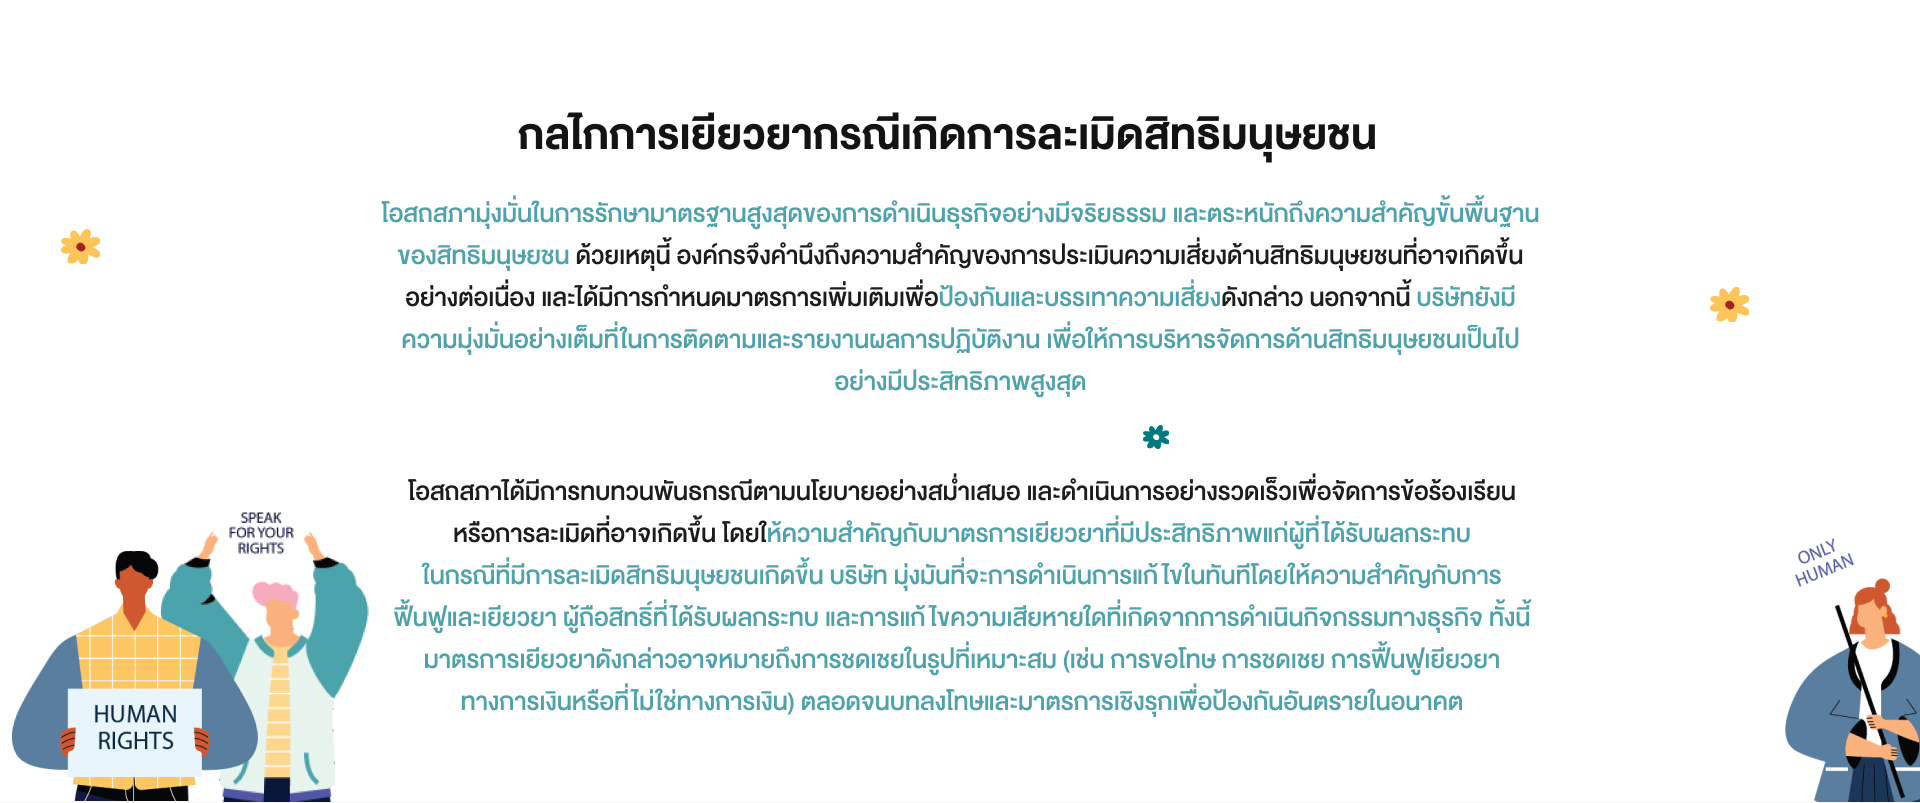 กลไกการเยียวยากรณีเกิดการละเมิดสิทธิมนุษยชน
โอสถสภามุ่งมั่นในการรักษามาตรฐานสูงสุดของการดำเนินธุรกิจอย่างมีจริยธรรม และตระหนักถึงความสำคัญขั้นพื้นฐาน
ของสิทธิมนุษยชน ด้วยเหตุนี้ องค์กรจึงคำนึงถึงความสำคัญของการประเมินความเสี่ยงด้านสิทธิมนุษยชนที่อาจเกิดขึ้น
อย่างต่อเนื่อง และได้มีการกำหนดมาตรการเพิ่มเติมเพื่อป้องกันและบรรเทาความเสี่ยงดังกล่าว นอกจากนี้ บริษัทยังมี
ความมุ่งมั่นอย่างเต็มที่ในการติดตามและรายงานผลการปฏิบัติงาน เพื่อให้การบริหารจัดการด้านสิทธิมนุษยชนเป็นไป
อย่างมีประสิทธิภาพสูงสุด
โอสถสภาได้มีการทบทวนพันธกรณีตามนโยบายอย่างสม่ำเสมอ และดำเนินการอย่างรวดเร็วเพื่อจัดการข้อร้องเรียน
หรือการละเมิดที่อาจเกิดขึ้น โดยให้ความสำคัญกับมาตรการเยียวยาที่มีประสิทธิภาพแก่ผู้ที่ได้รับผลกระทบ
ในกรณีที่มีการละเมิดสิทธิมนุษยชนเกิดขึ้น บริษัท มุ่งมันที่จะการดำเนินการแก้ไขในทันทีโดยให้ความสำคัญกับการ
ฟื้นฟูและเยียวยา ผู้ถือสิทธิ์ที่ได้รับผลกระทบ และการแก้ไขความเสียหายใดที่เกิดจากการดำเนินกิจกรรมทางธุรกิจ ทั้งนี้
มาตรการเยียวยาดังกล่าวอาจหมายถึงการชดเชยในรูปที่เหมาะสม (เช่น การขอโทษ การชดเชย การฟื้นฟูเยียวยา
ทางการเงินหรือที่ไม่ใช่ทางการเงิน) ตลอดจนบทลงโทษและมาตรการเชิงรุกเพื่อป้องกันอันตรายในอนาคต
SPEAK
FOR YOUR
RIGHTS
HUMAN
RIGHTS
ONLY
HUMAN